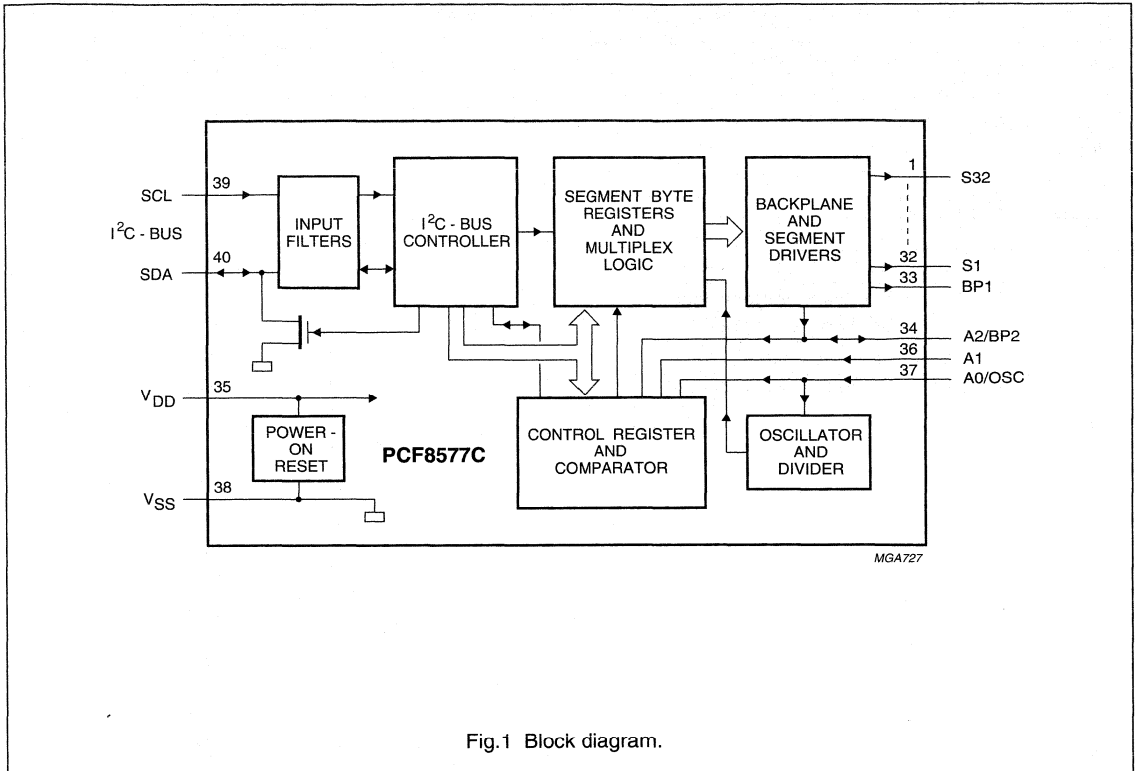 SCL
39
I²C - BUS
SDA
40
INPUT
FILTERS
I²C - BUS
CONTROLLER
SEGMENT BYTE
REGISTERS
AND
MULTIPLEX
LOGIC
BACKPLANE
AND
SEGMENT
DRIVERS
1
S32
32
S1
33
BP1
34
A2/BP2
36
A1
37
A0/OSC
VDD
35
POWER -
ON
RESET
VSS
38
PCF8577C
CONTROL REGISTER
AND
COMPARATOR
OSCILLATOR
AND
DIVIDER
MGA727
Fig.1 Block diagram.